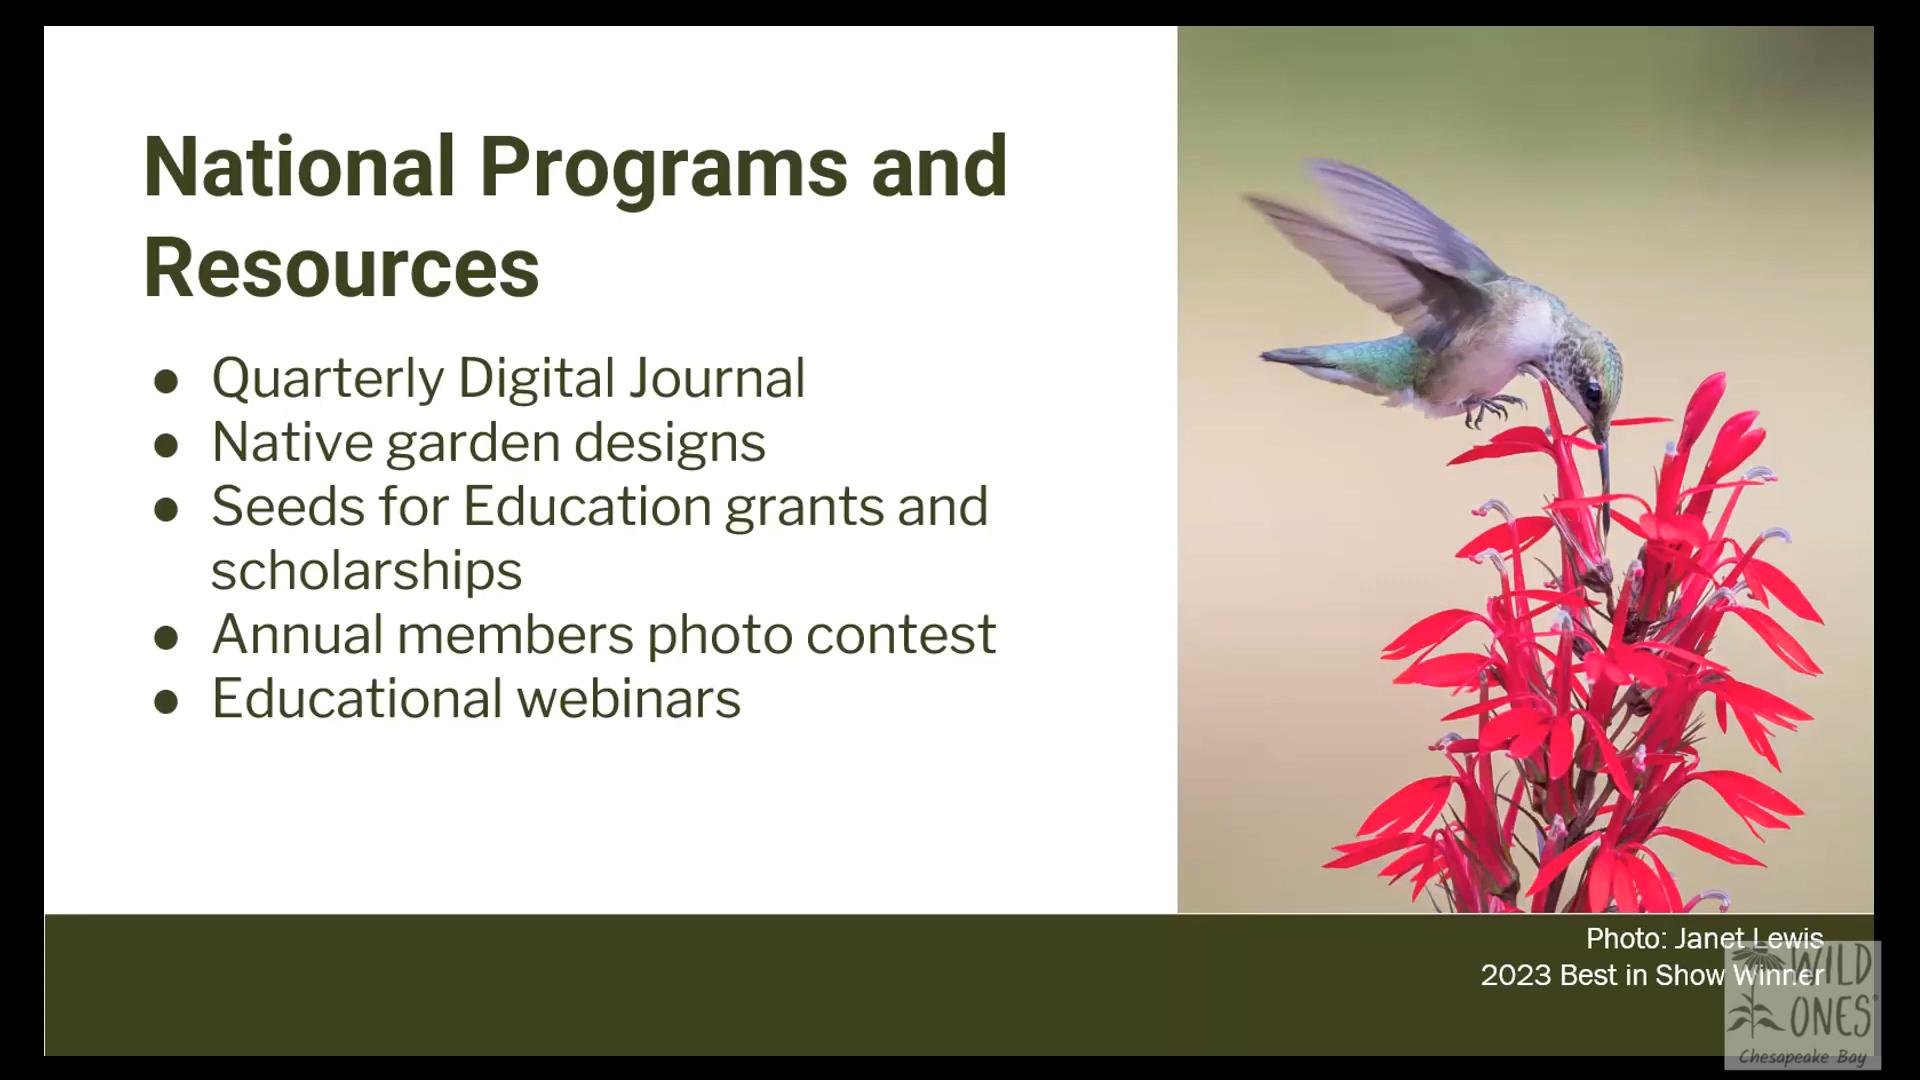 National Programs and
Resources
● Quarterly Digital Journal
● Native garden designs
● Seeds for Education grants and
scholarships
● Annual members photo contest
● Educational webinars
Photo: Janet Lewis
2023 Best in Show Winner
WILD
ONES®
Chesapeake Bay